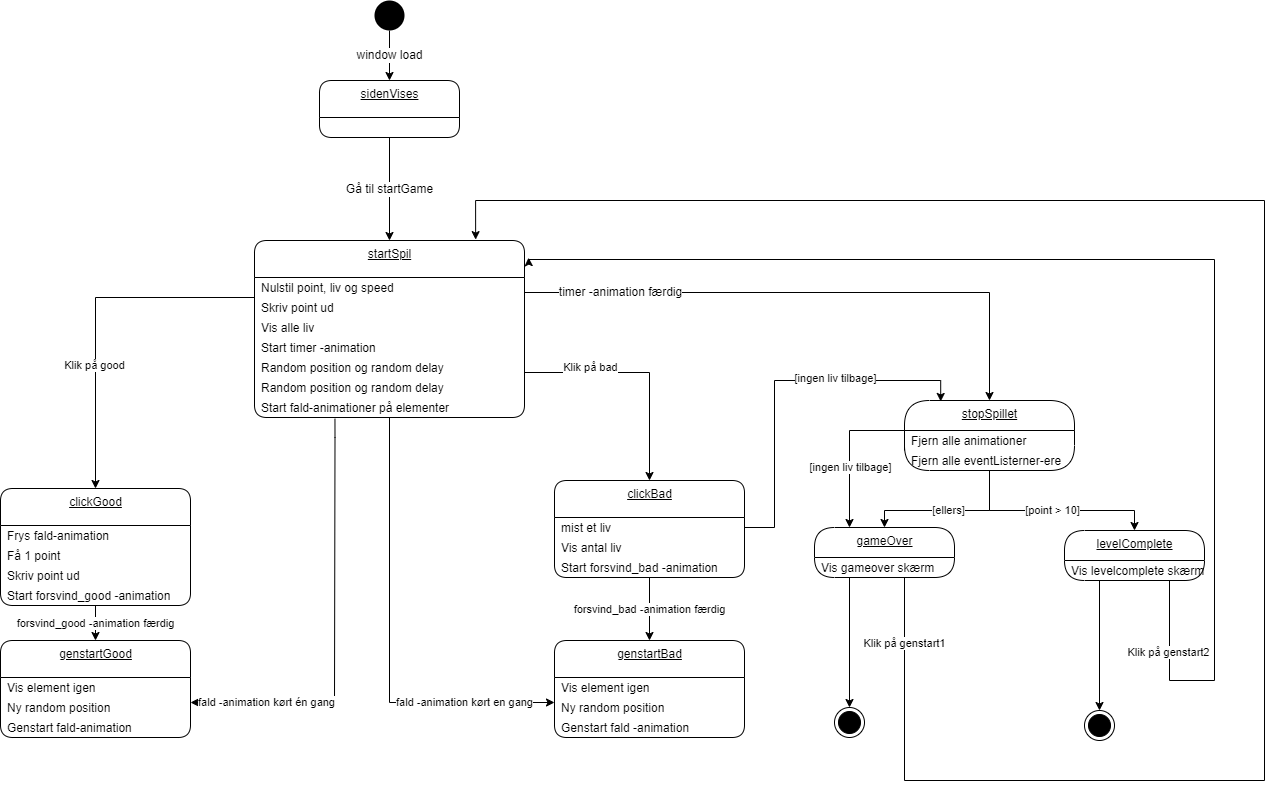 window load
sidenVises
Gå til startGame
startSpil
Nulstil point, liv og speed
Skriv point ud
Vis alle liv
Start timer -animation
Random position og random delay
Random position og random delay
Start fald-animationer på elementer
timer -animation færdig
Klik på good
Klik på bad
[ingen liv tilbage]
stopSpillet
Fjern alle animationer
Fjern alle eventListerner-ere
[ingen liv tilbage]
clickGood
Frys fald-animation
Få 1 point
Skriv point ud
Start forsvind_good -animation
clickBad
mist et liv
Vis antal liv
Start forsvind_bad -animation
[ellers]
[point > 10]
gameOver
Vis gameover skærm
levelComplete
Vis levelcomplete skærm
forsvind_good -animation færdig
forsvind_bad -animation færdig
genstartGood
Vis element igen
Ny random position
Genstart fald-animation
fald -animation kørt én gang
fald -animation kørt en gang
genstartBad
Vis element igen
Ny random position
Genstart fald -animation
Klik på genstart1
Klik på genstart2